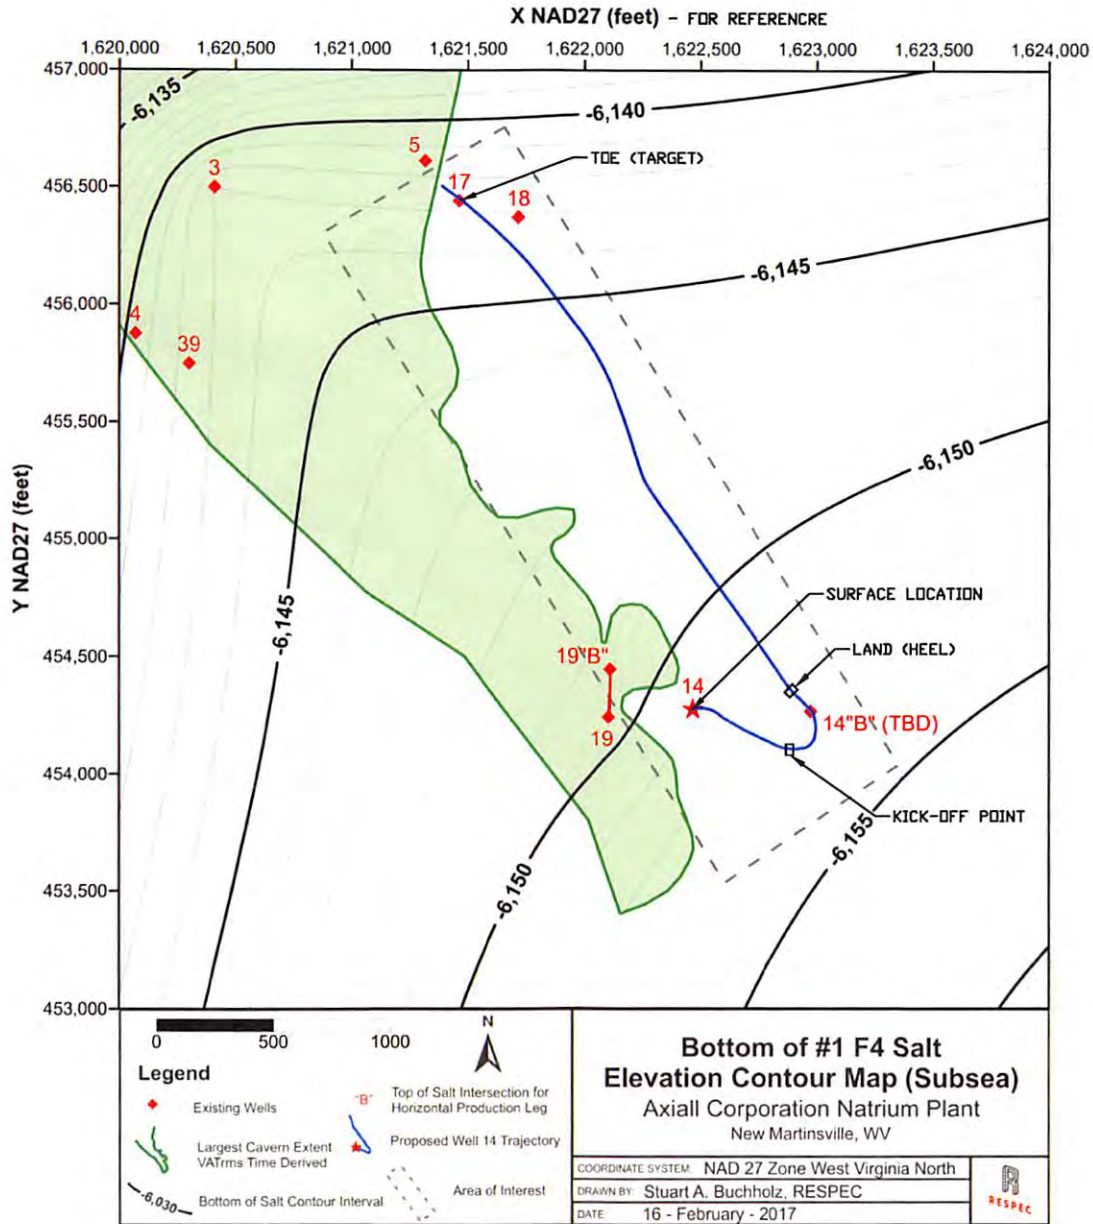 X NAD27 (feet) - FOR REFERENCRE
1,620,000 1,620,500 1,621,000 1,621,500 1,622,000 1,622,500 1,623,000 1,623,500 1,624,000
457,000
456,500
456,000
455,500
455,000
454,500
454,000
453,500
453,000
Y NAD27 (feet)
-6,135
-6,140
5
TOE (TARGET)
3
17
18
-6,145
4
39
-6,150
SURFACE LOCATION
-6,145
19"B"
LAND (HEEL)
14
14"B" (TBD)
19
KICK-OFF POINT
-6,155
-6,150
0 500 1000
N
Legend
Existing Wells
"B" Top of Salt Intersection for
Horizontal Production Leg
Largest Cavern Extent
VATrms Time Derived
Proposed Well 14 Trajectory
-6,030
Bottom of Salt Contour Interval
Area of Interest
Bottom of #1 F4 Salt
Elevation Contour Map (Subsea)
Axiall Corporation Natrium Plant
New Martinsville, WV
COORDINATE SYSTEM: NAD 27 Zone West Virginia North
DRAWN BY: Stuart A. Buchholz, RESPEC
DATE: 16 - February - 2017
RESPEC